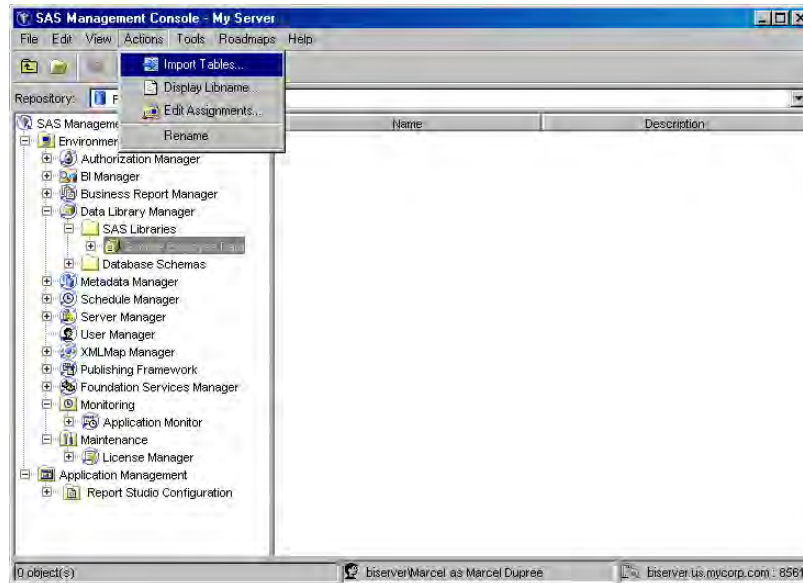 SAS Management Console - My Server
File Edit View Actions Tools Roadmaps Help
Import Tables...
Display Libname...
Edit Assignments...
Rename
Repository:
Name Description
SAS Manageme
Environmer
Authorization Manager
BI Manager
Business Report Manager
Data Library Manager
SAS Libraries
Database Schemas
Metadata Manager
Schedule Manager
Server Manager
User Manager
XMLMap Manager
Publishing Framework
Foundation Services Manager
Monitoring
Application Monitor
Maintenance
License Manager
Application Management
Report Studio Configuration
0 object(s) biserver\Marcel as Marcel Dupree biserver.us.mycorp.com : 8561